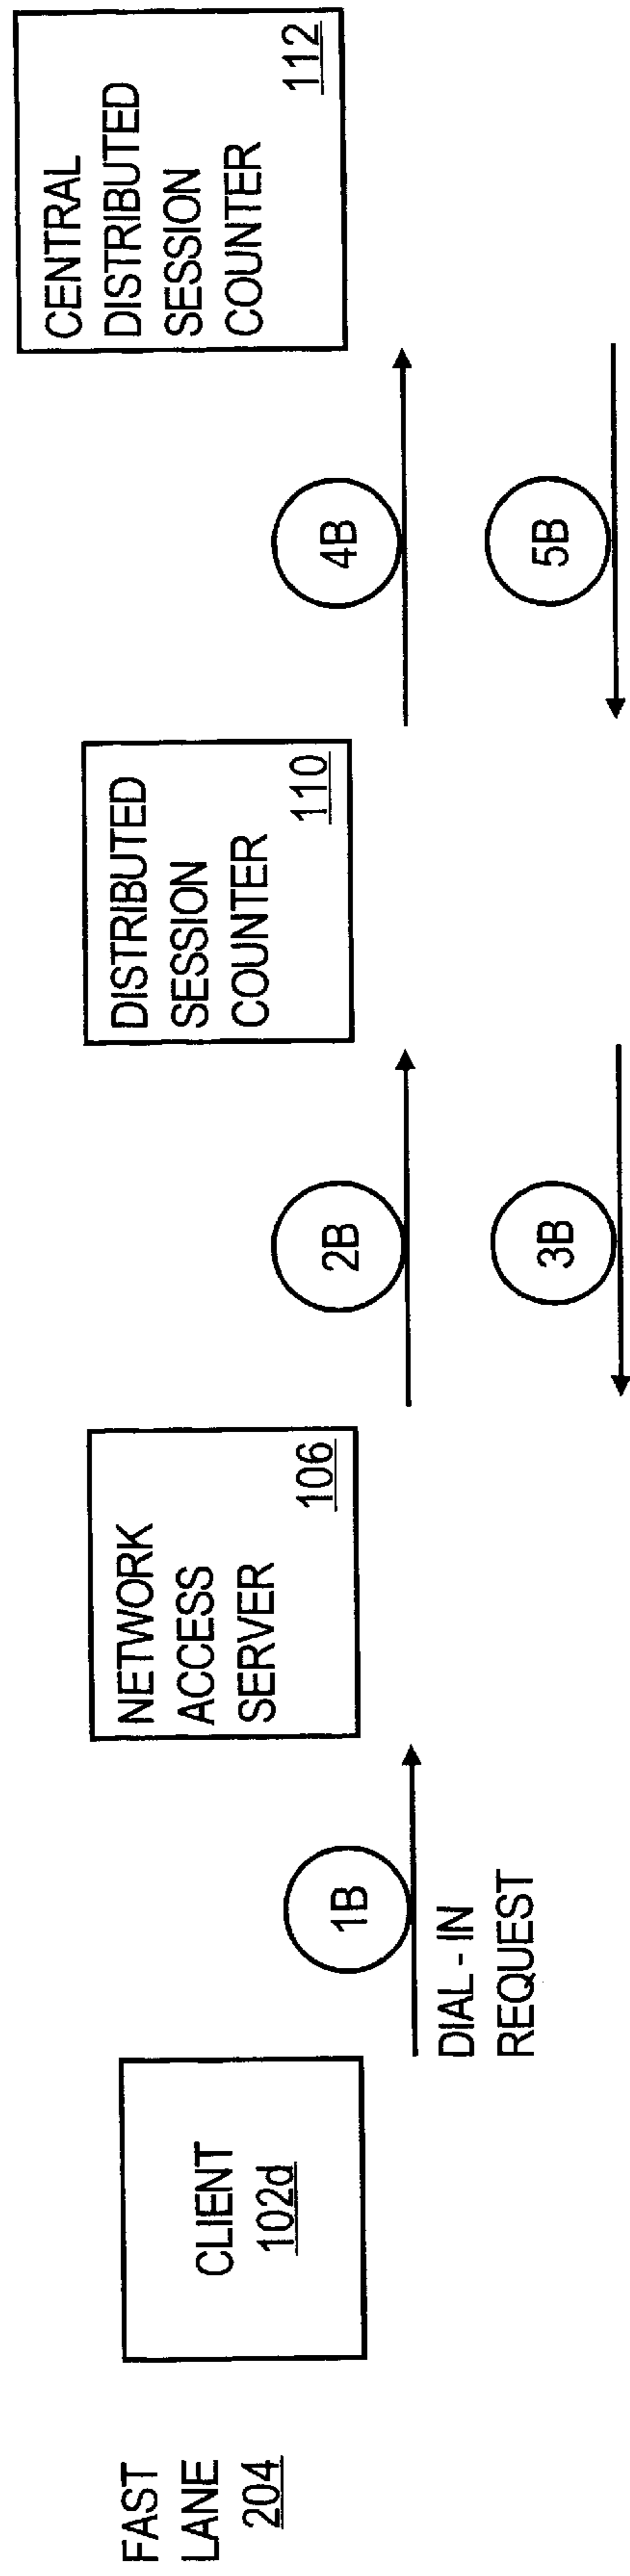 FAST
LANE
204
CLIENT
102d
1B
DIAL - IN
REQUEST
NETWORK
ACCESS
SERVER
106
2B
3B
DISTRIBUTED
SESSION
COUNTER
110
4B
5B
CENTRAL
DISTRIBUTED
SESSION
COUNTER
112